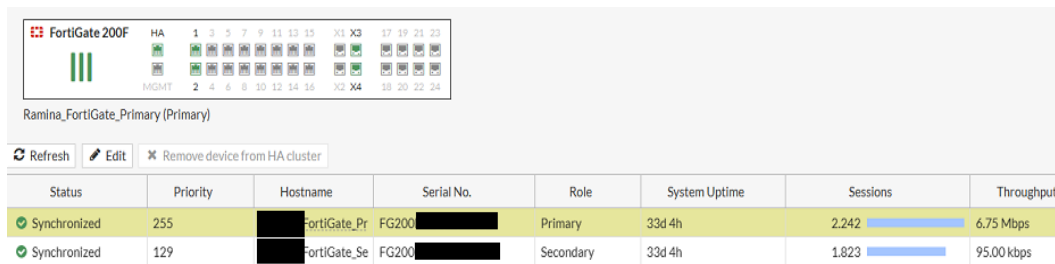 FortiGate 200F HA 1 3 5 7 9 11 13 15 X1 X3 17 19 21 23
MGMT 2 4 6 8 10 12 14 16 X2 X4 18 20 22 24
Ramina_FortiGate_Primary (Primary)
Refresh Edit Remove device from HA cluster
Status Priority Hostname Serial No. Role System Uptime Sessions Throughput
Synchronized 255 FortiGate_Pr FG200 Primary 33d 4h 2.242 6.75 Mbps
Synchronized 129 FortiGate_Se FG200 Secondary 33d 4h 1.823 95.00 kbps